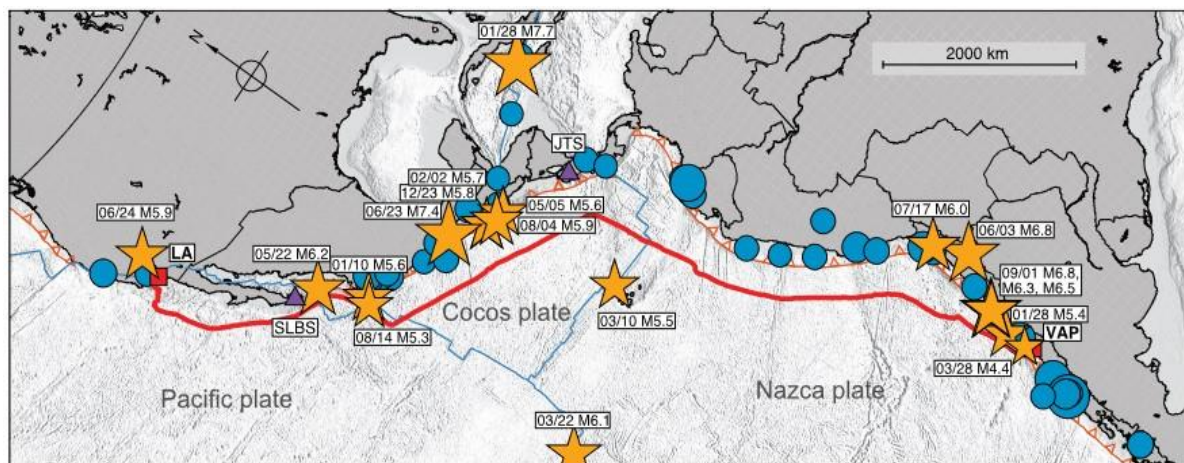 01/28 M7.7
N
2000 km
JTS
02/02 M5.7
12/23 M5.8
06/23 M7.4
05/05 M5.6
08/04 M5.9
06/24 M5.9
LA
05/22 M6.2
01/10 M5.6
SLBS
08/14 M5.3
Cocos plate
03/10 M5.5
07/17 M6.0
06/03 M6.8
09/01 M6.8,
M6.3, M6.5
01/28 M5.4
VAP
03/28 M4.4
Pacific plate
Nazca plate
03/22 M6.1